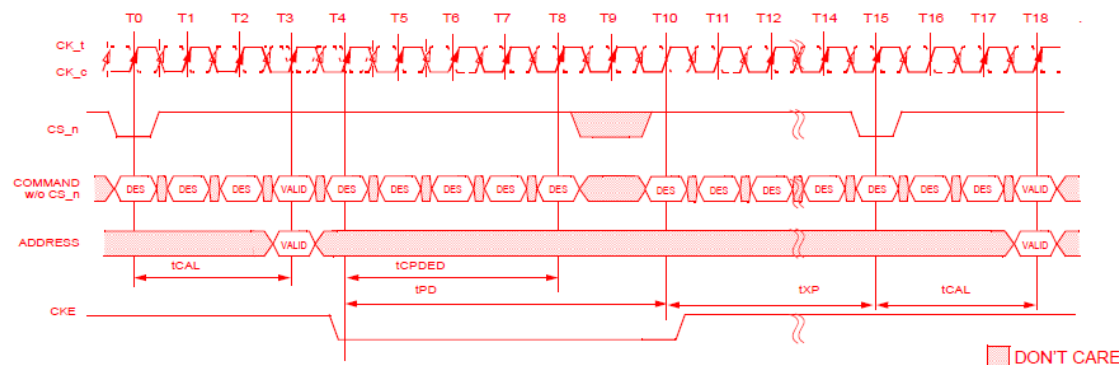 T0 T1 T2 T3 T4 T5 T6 T7 T8 T9 T10 T11 T12 T14 T15 T16 T17 T18
CK_t
CK_c
CS_n
COMMAND
w/o CS_n
DES DES DES VALID DES DES DES DES DES DES DES DES DES DES DES DES VALID
ADDRESS
VALID VALID
tCAL tCPDED
tPD tXP tCAL
CKE
DON'T CARE